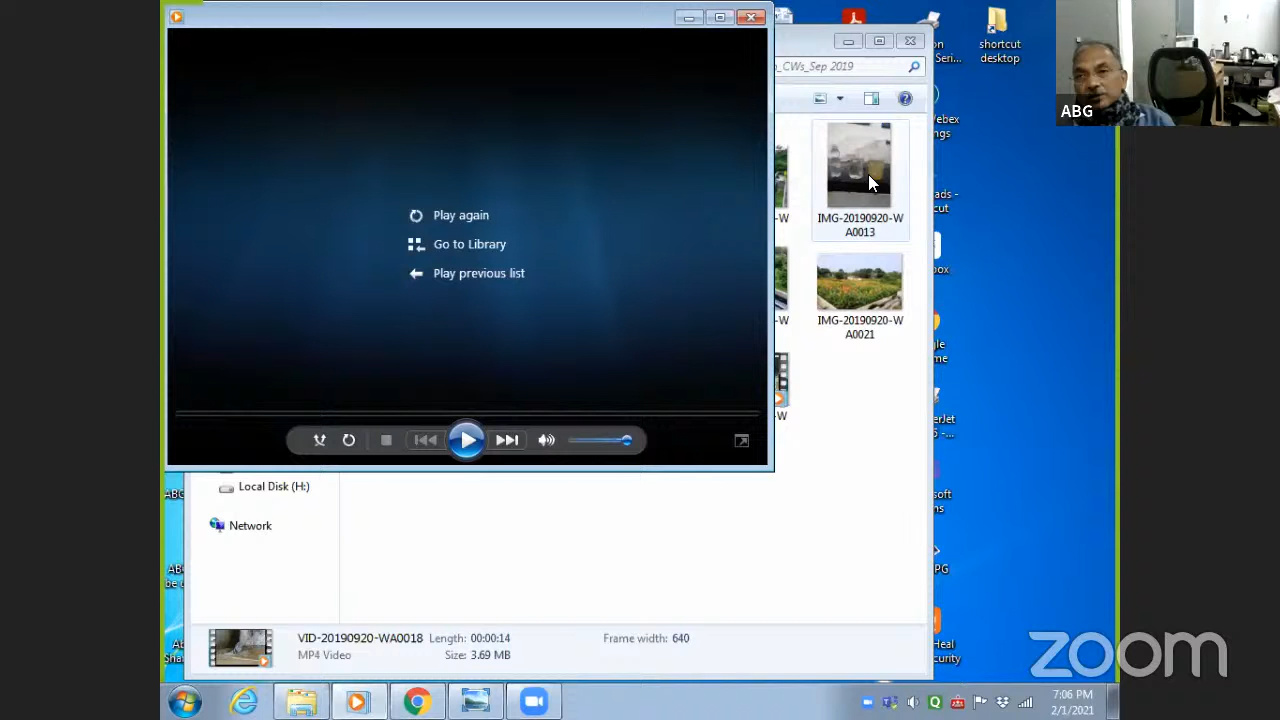 shortcut
desktop
ABG
_CWs_Sep 2019
Play again
Go to Library
Play previous list
IMG-20190920-W
A0013
IMG-20190920-W
A0021
Local Disk (H:)
Network
VID-20190920-WA0018
Length: 00:00:14
Frame width: 640
MP4 Video
Size: 3.69 MB
7:06 PM
2/1/2021
zoom